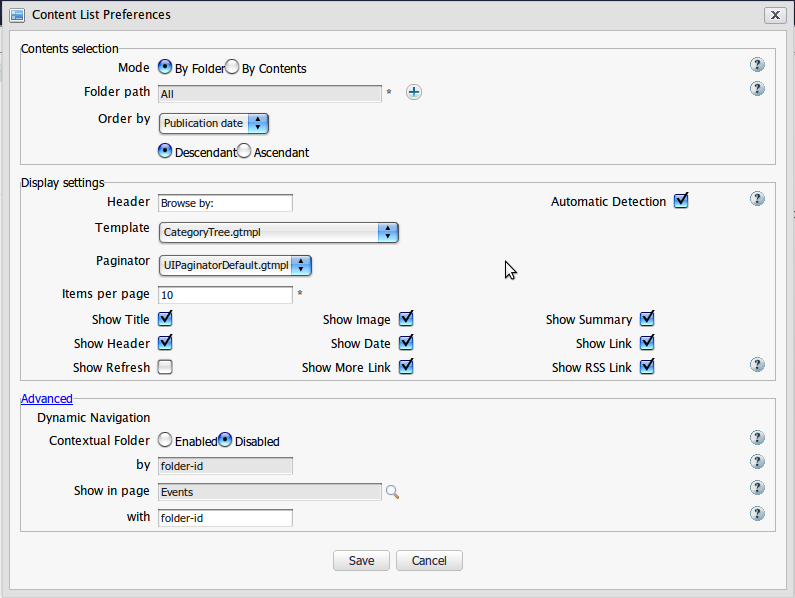 Content List Preferences
Contents selection
Mode By Folder By Contents
Folder path All *
Order by Publication date
Descendant Ascendant
Display settings
Header Browse by: Automatic Detection
Template CategoryTree.gtmpl
Paginator UIPaginatorDefault.gtmpl
Items per page 10 *
Show Title Show Image Show Summary
Show Header Show Date Show Link
Show Refresh Show More Link Show RSS Link
Advanced
Dynamic Navigation
Contextual Folder Enabled Disabled
by folder-id
Show in page Events
with folder-id
Save Cancel